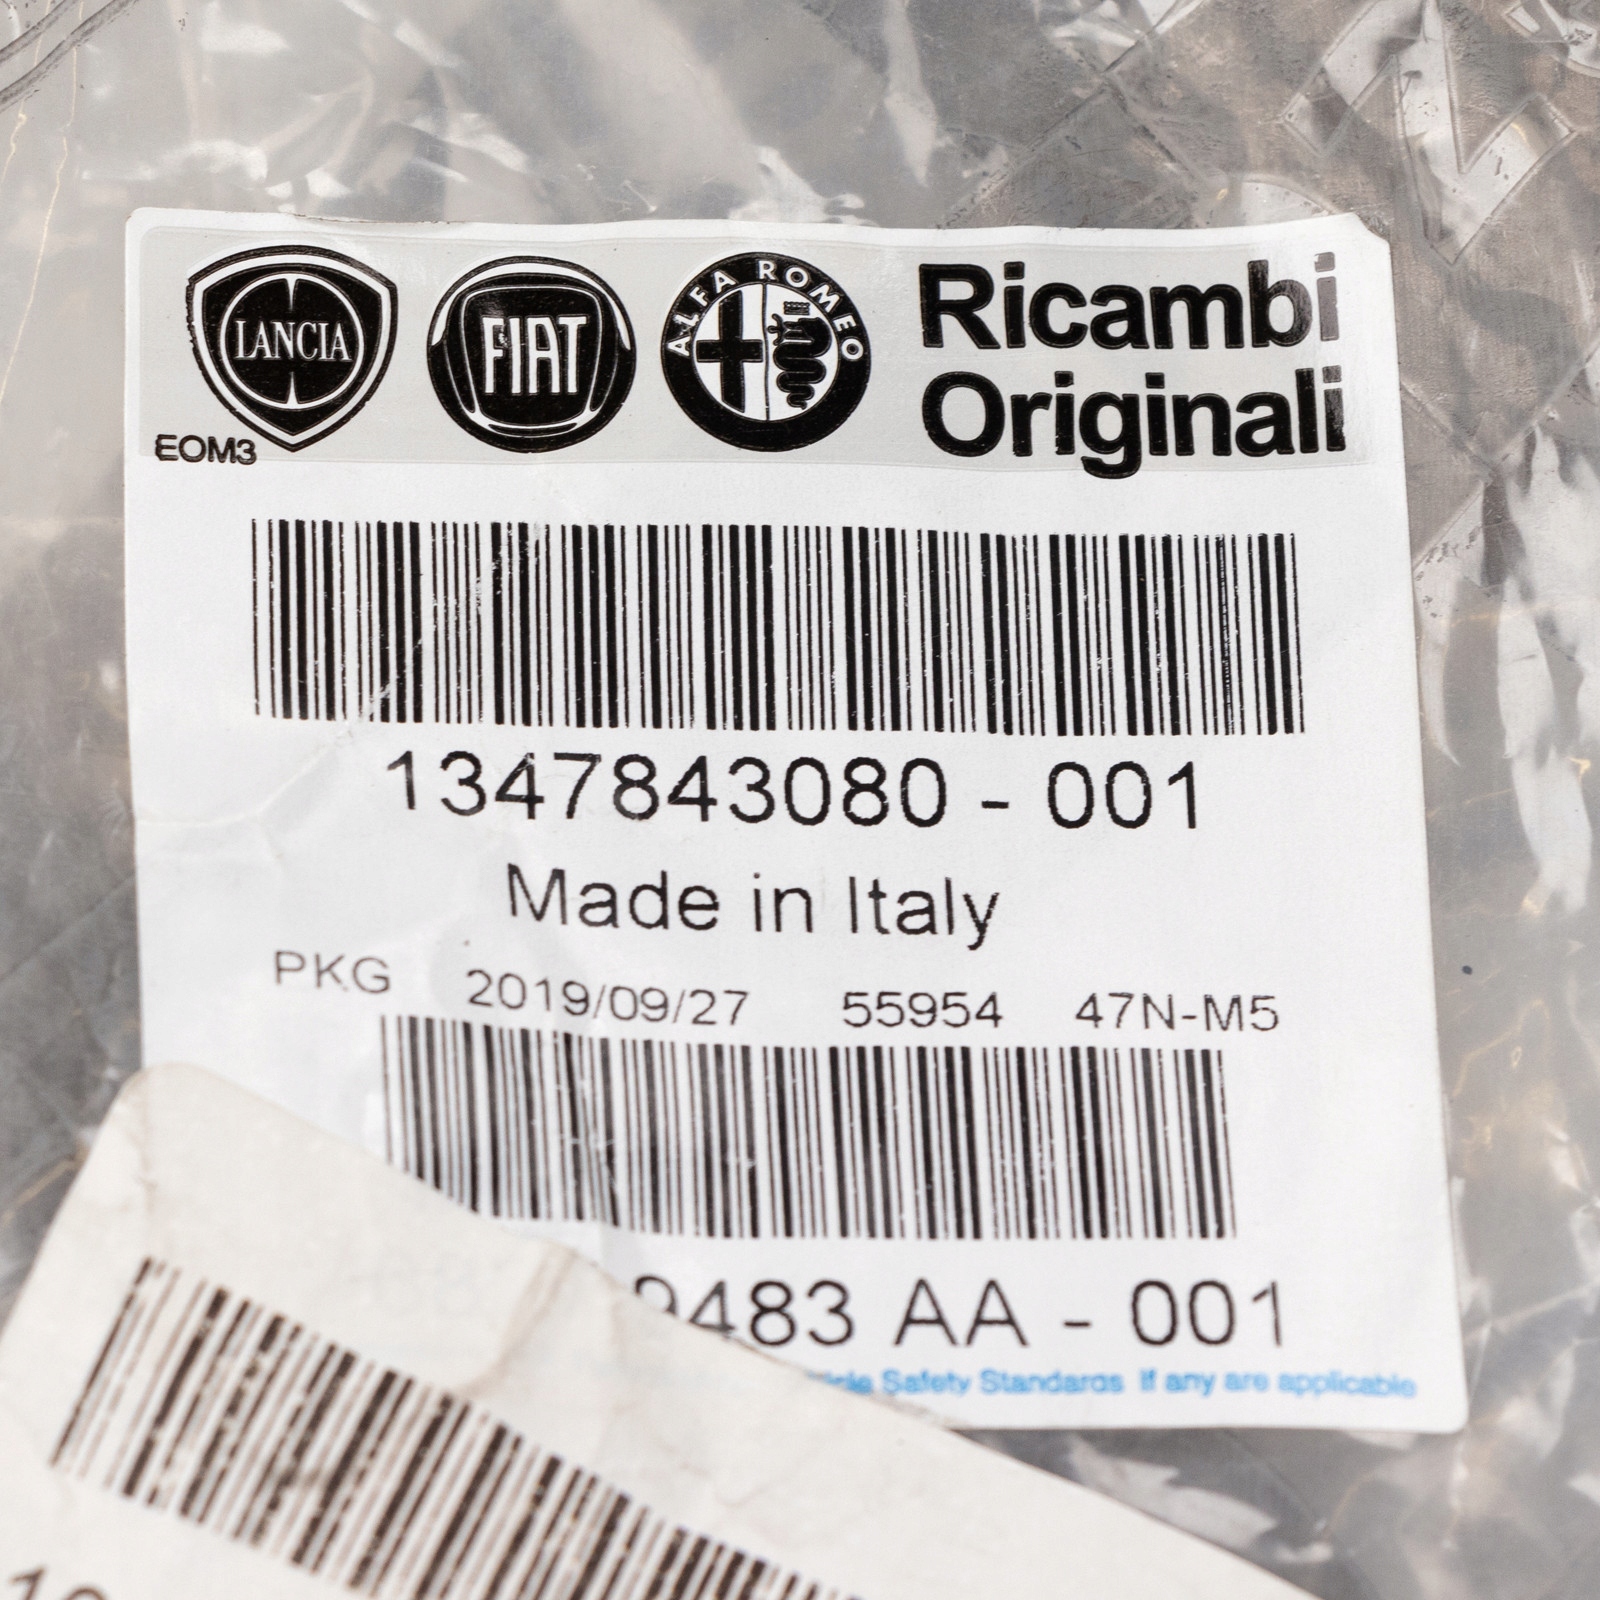 LANCIA
FIAT
ALFA ROMEO
Ricambi
Originali
EOM3
1347843080 - 001
Made in Italy
PKG 2019/09/27 55954 47N-M5
9483 AA - 001
Safety Standards If any are applicable